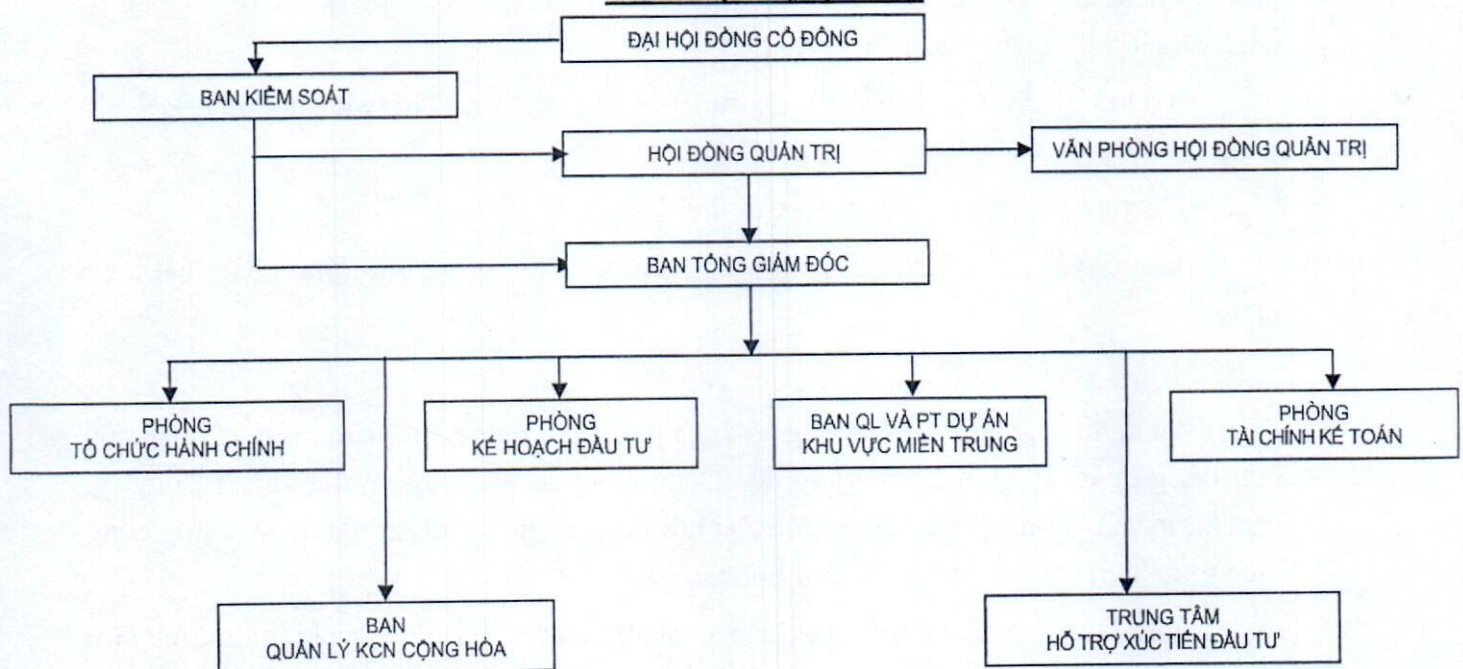 ĐẠI HỘI ĐỒNG CỔ ĐÔNG
BAN KIỂM SOÁT
HỘI ĐỒNG QUẢN TRỊ
VĂN PHÒNG HỘI ĐỒNG QUẢN TRỊ
BAN TỔNG GIÁM ĐỐC
PHÒNG
TỔ CHỨC HÀNH CHÍNH
PHÒNG
KẾ HOẠCH ĐẦU TƯ
BAN QL VÀ PT DỰ ÁN
KHU VỰC MIỀN TRUNG
PHÒNG
TÀI CHÍNH KẾ TOÁN
BAN
QUẢN LÝ KCN CỘNG HÒA
TRUNG TÂM
HỖ TRỢ XÚC TIẾN ĐẦU TƯ